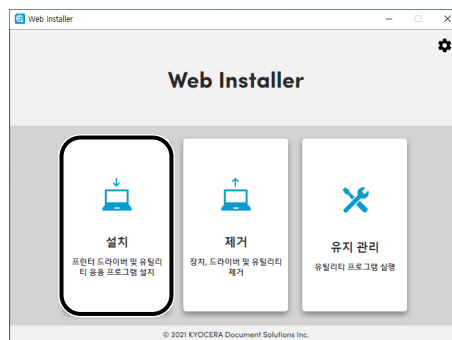 Web Installer
Web Installer
설치
프린터 드라이버 및 유틸리
티 응용 프로그램 설치
제거
장치, 드라이버 및 유틸리티
제거
유지 관리
유틸리티 프로그램 실행
© 2021 KYOCERA Document Solutions Inc.